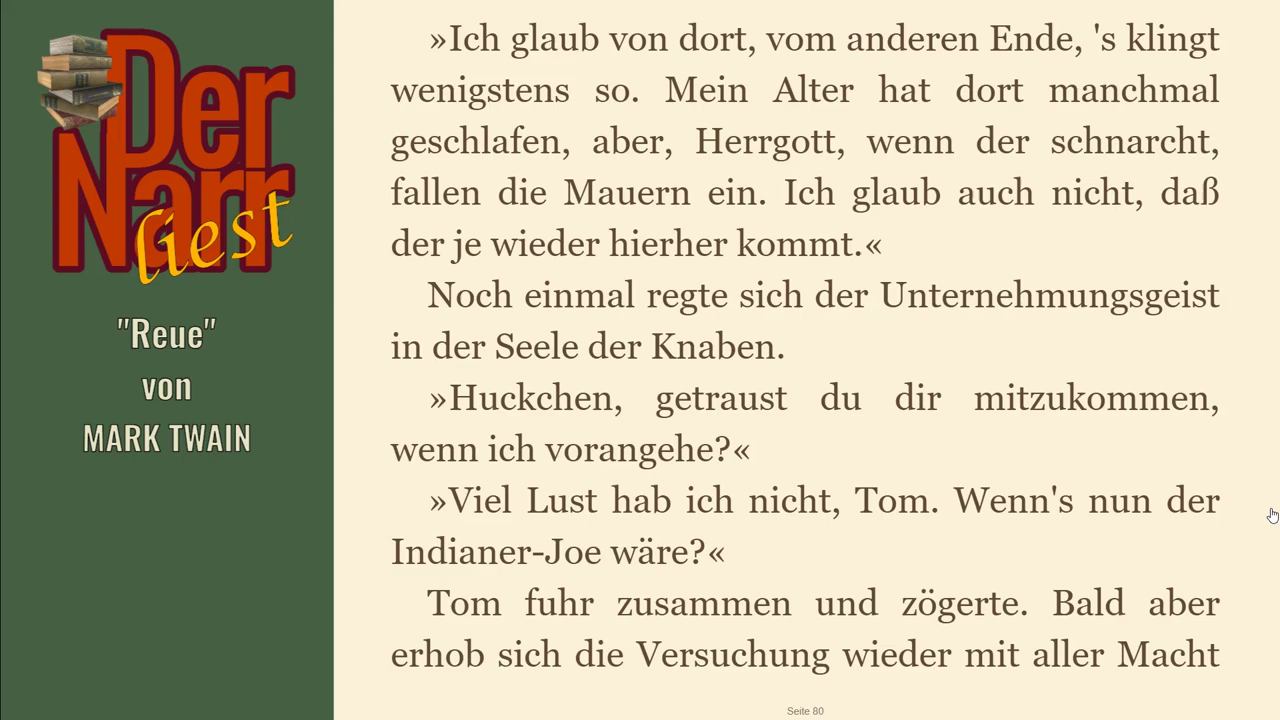 Der
Narr
liest
"Reue"
von
MARK TWAIN
»Ich glaub von dort, vom anderen Ende, 's klingt
wenigstens so. Mein Alter hat dort manchmal
geschlafen, aber, Herrgott, wenn der schnarcht,
fallen die Mauern ein. Ich glaub auch nicht, daß
der je wieder hierher kommt.«
Noch einmal regte sich der Unternehmungsgeist
in der Seele der Knaben.
»Huckchen, getraust du dir mitzukommen,
wenn ich vorangehe?«
»Viel Lust hab ich nicht, Tom. Wenn's nun der
Indianer-Joe wäre?«
Tom fuhr zusammen und zögerte. Bald aber
erhob sich die Versuchung wieder mit aller Macht
Seite 80